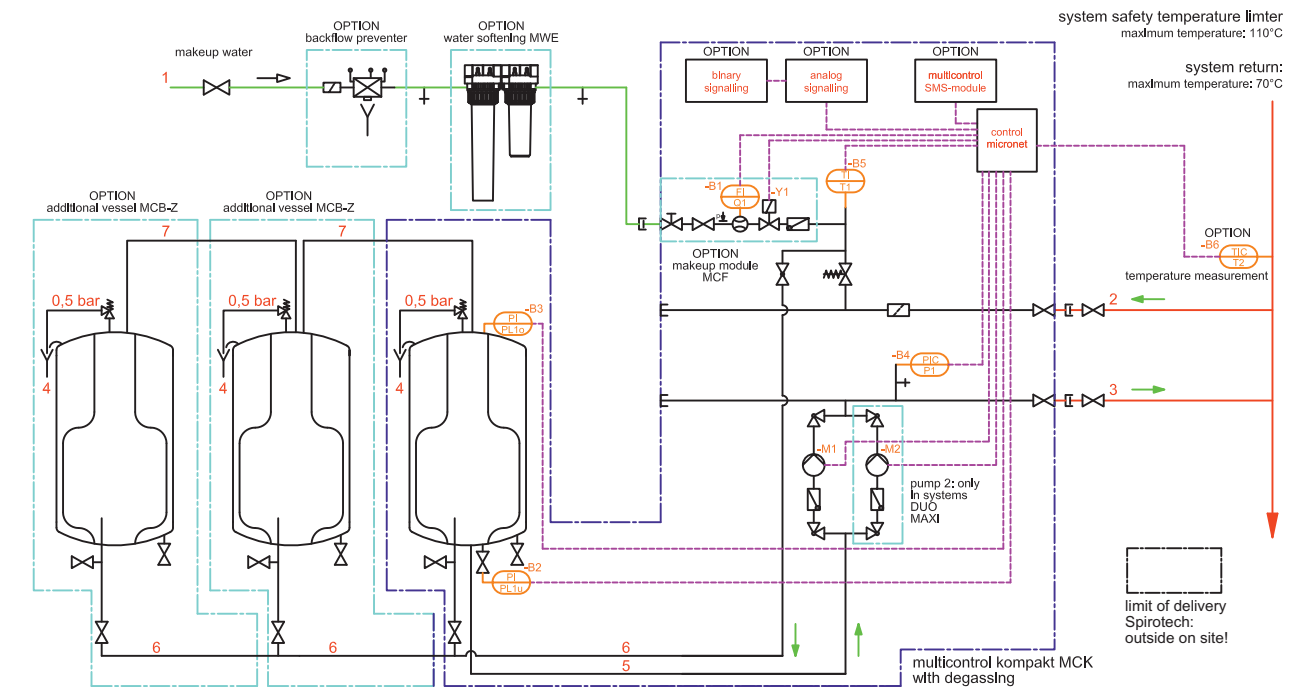 system safety temperature limter
maximum temperature: 110°C
system return:
maximum temperature: 70°C
OPTION
backflow preventer
OPTION
water softening MWE
makeup water
1
OPTION
binary
signalling
OPTION
analog
signalling
OPTION
multicontrol
SMS-module
control
micronet
-B5
TI
T1
-B1
FI
Q1
-Y1
OPTION
makeup module
MCF
OPTION
-B6
TIC
T2
temperature measurement
OPTION
additional vessel MCB-Z
OPTION
additional vessel MCB-Z
7
7
0,5 bar
0,5 bar
0,5 bar
-B3
PI
PL1o
2
4
4
4
-B4
PIC
P1
3
-M1
-M2
pump 2: only
in systems
DUO
MAXI
-B2
PI
PL1u
limit of delivery
Spirotech:
outside on site!
6
6
6
5
multicontrol kompakt MCK
with degassing